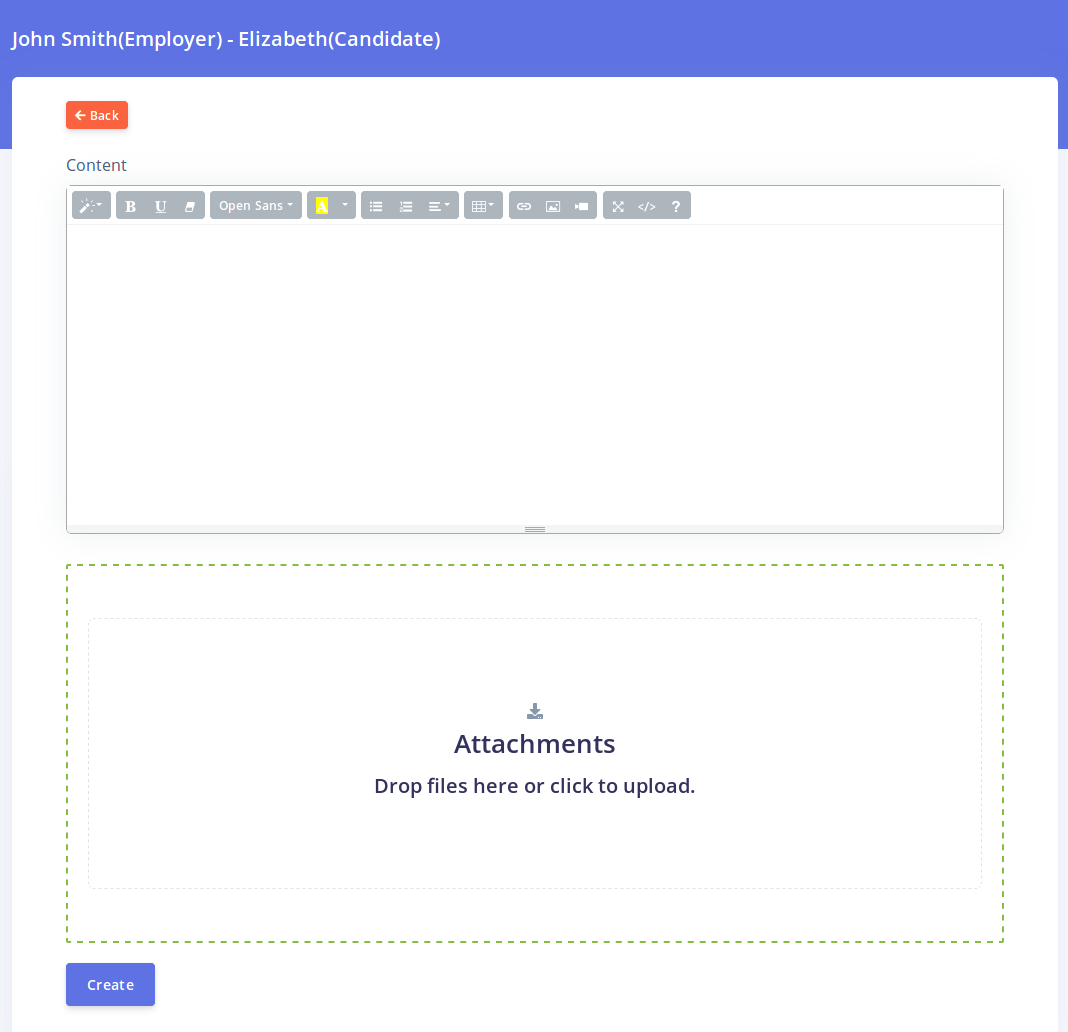 John Smith(Employer) - Elizabeth(Candidate)
Back
Content
B U Open Sans A </> ?
Attachments
Drop files here or click to upload.
Create